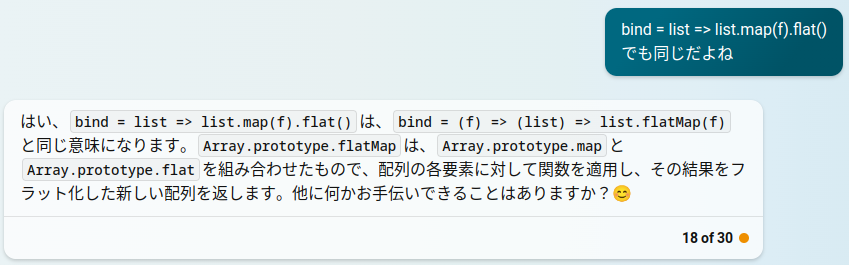 bind = list => list.map(f).flat()
でも同じだよね
はい、bind = list => list.map(f).flat() は、bind = (f) => (list) => list.flatMap(f)
と同じ意味になります。Array.prototype.flatMap は、Array.prototype.map と
Array.prototype.flat を組み合わせたもので、配列の各要素に対して関数を適用し、その結果をフ
ラット化した新しい配列を返します。他に何かお手伝いできることはありますか？😊
18 of 30